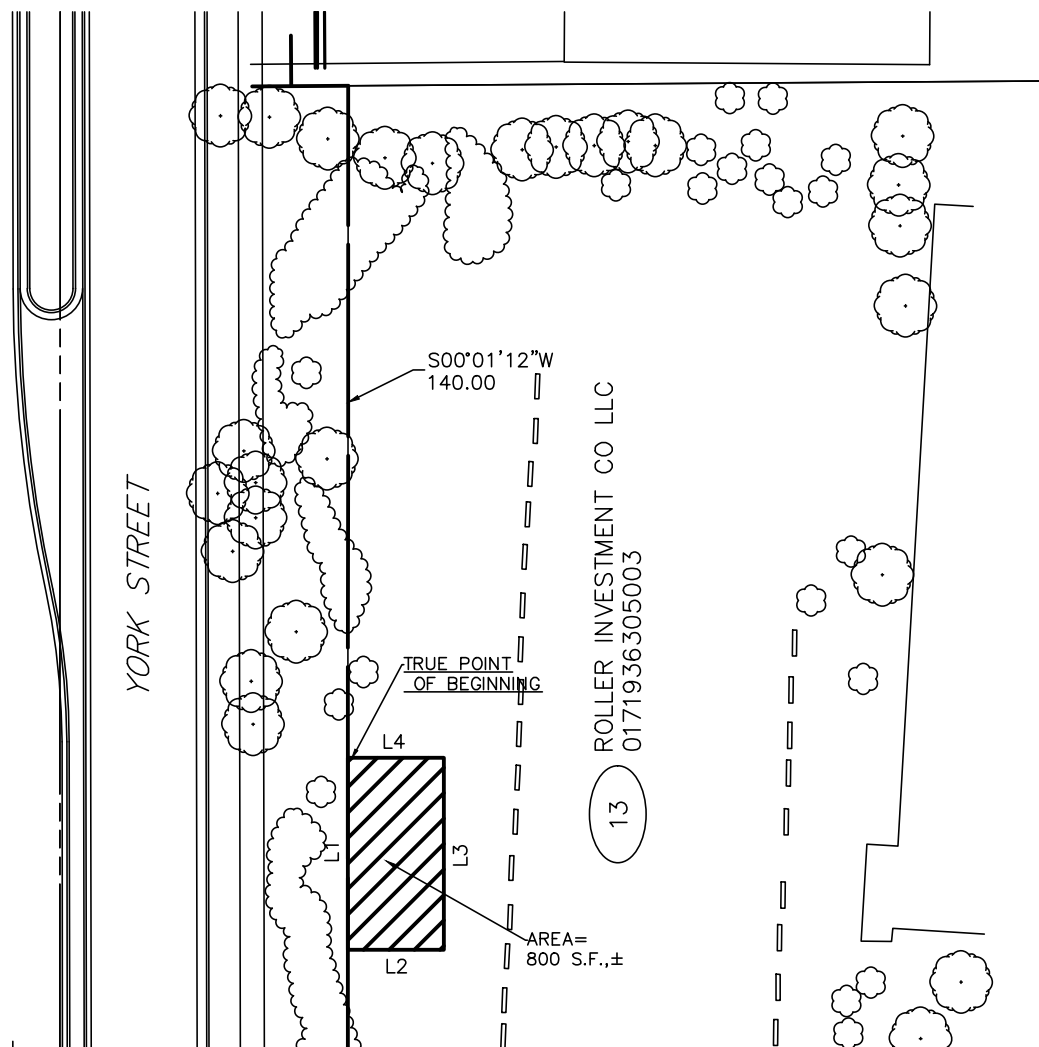 S00°01'12"W
140.00
ROLLER INVESTMENT CO LLC
0171936305003
YORK STREET
TRUE POINT
OF BEGINNING
L4
13
L1
L3
AREA=
800 S.F.,±
L2